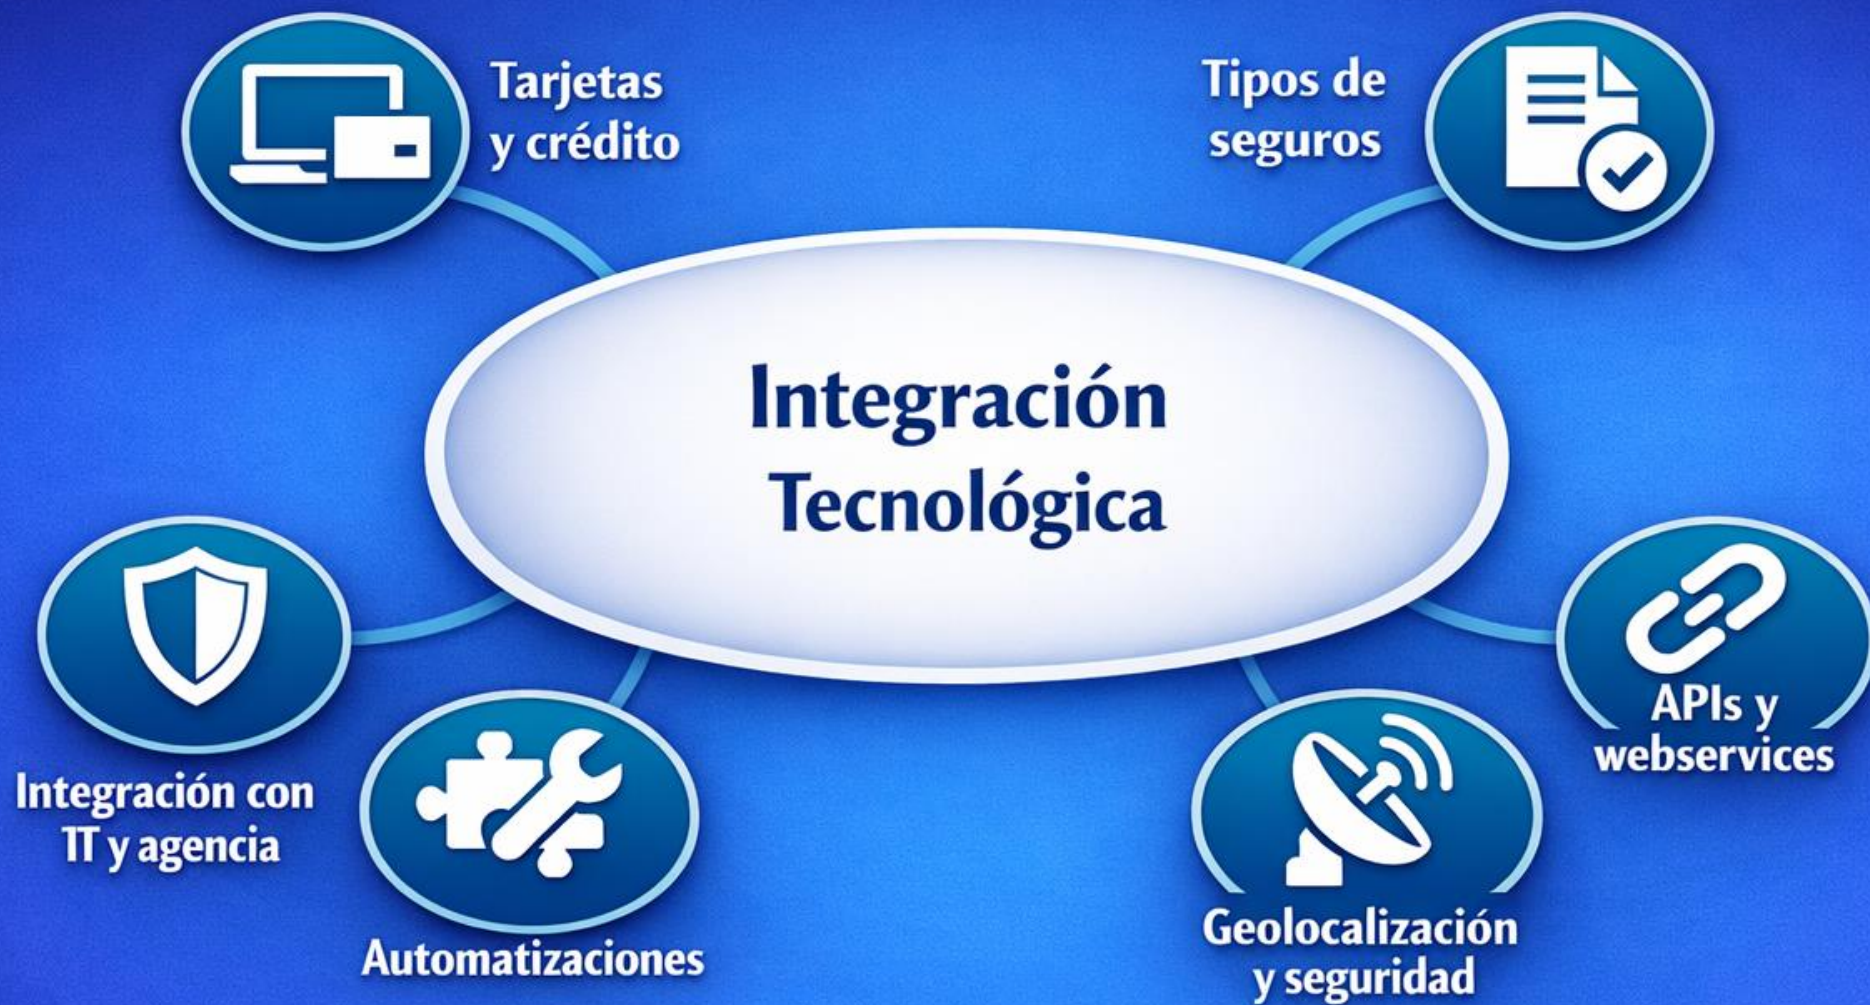 Tarjetas
y crédito
Tipos de
seguros
Integración
Tecnológica
APIs y
webservices
Integración con
IT y agencia
Geolocalización
y seguridad
Automatizaciones